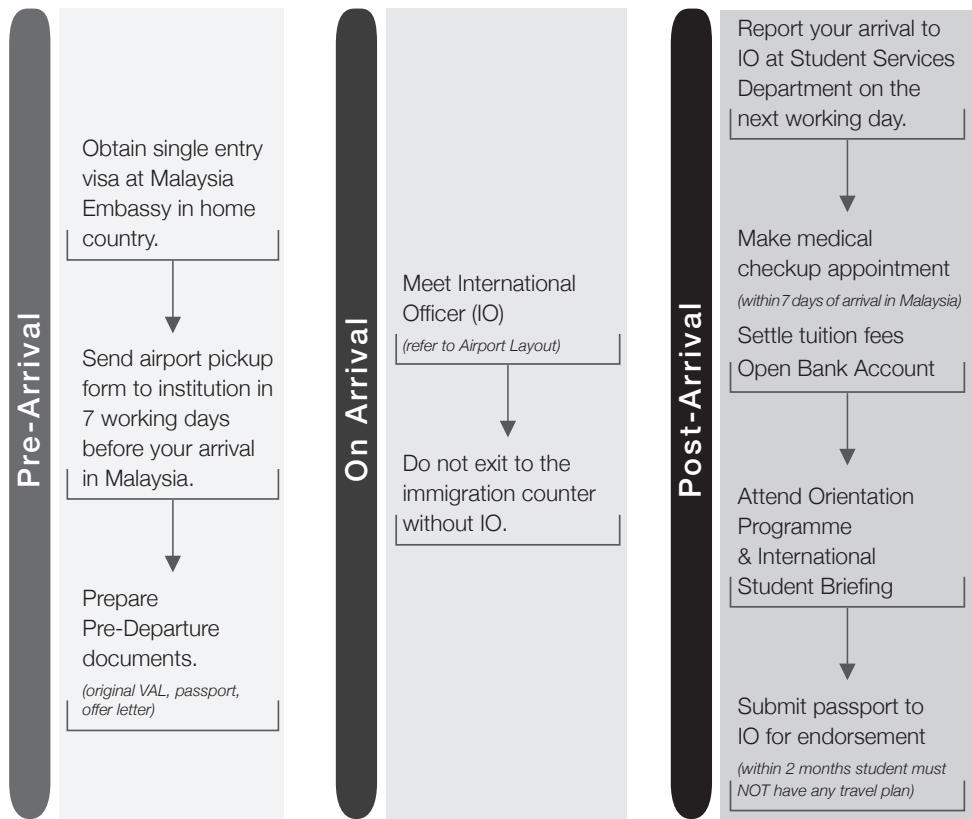 Pre-Arrival
Obtain single entry
visa at Malaysia
Embassy in home
country.
Send airport pickup
form to institution in
7 working days
before your arrival
in Malaysia.
Prepare
Pre-Departure
documents.
(original VAL, passport,
offer letter)
On Arrival
Meet International
Officer (IO)
(refer to Airport Layout)
Do not exit to the
immigration counter
without IO.
Post-Arrival
Report your arrival to
IO at Student Services
Department on the
next working day.
Make medical
checkup appointment
(within 7 days of arrival in Malaysia)
Settle tuition fees
Open Bank Account
Attend Orientation
Programme
& International
Student Briefing
Submit passport to
IO for endorsement
(within 2 months student must
NOT have any travel plan)